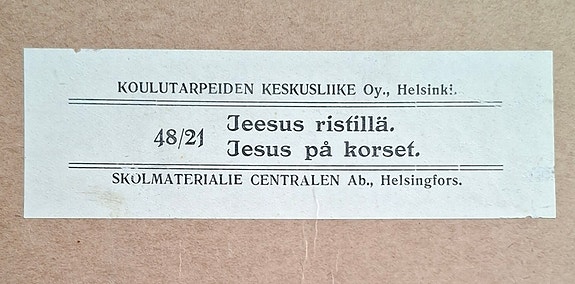 KOULUTARPEIDEN KESKUSLIIKE Oy., Helsinki.
48/21 Jeesus ristillä.
Jesus på korset.
SKOLMATERIALIE CENTRALEN Ab., Helsingfors.